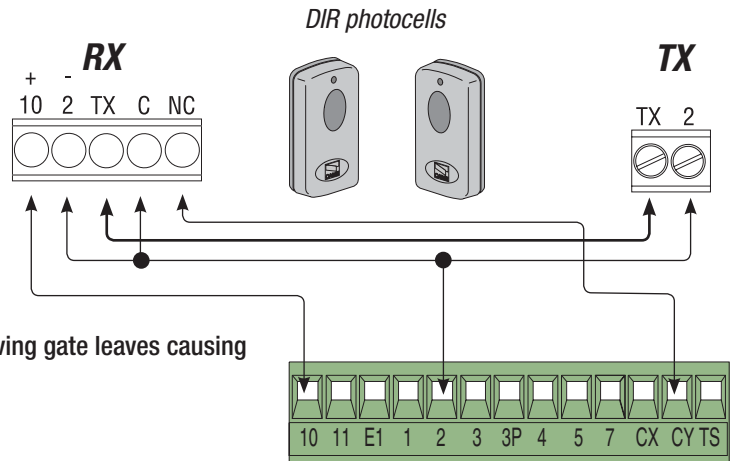 DIR photocells
RX
TX
+ -
10 2 TX C NC
TX 2
ving gate leaves causing
10 11 E1 1 2 3 3P 4 5 7 CX CY TS